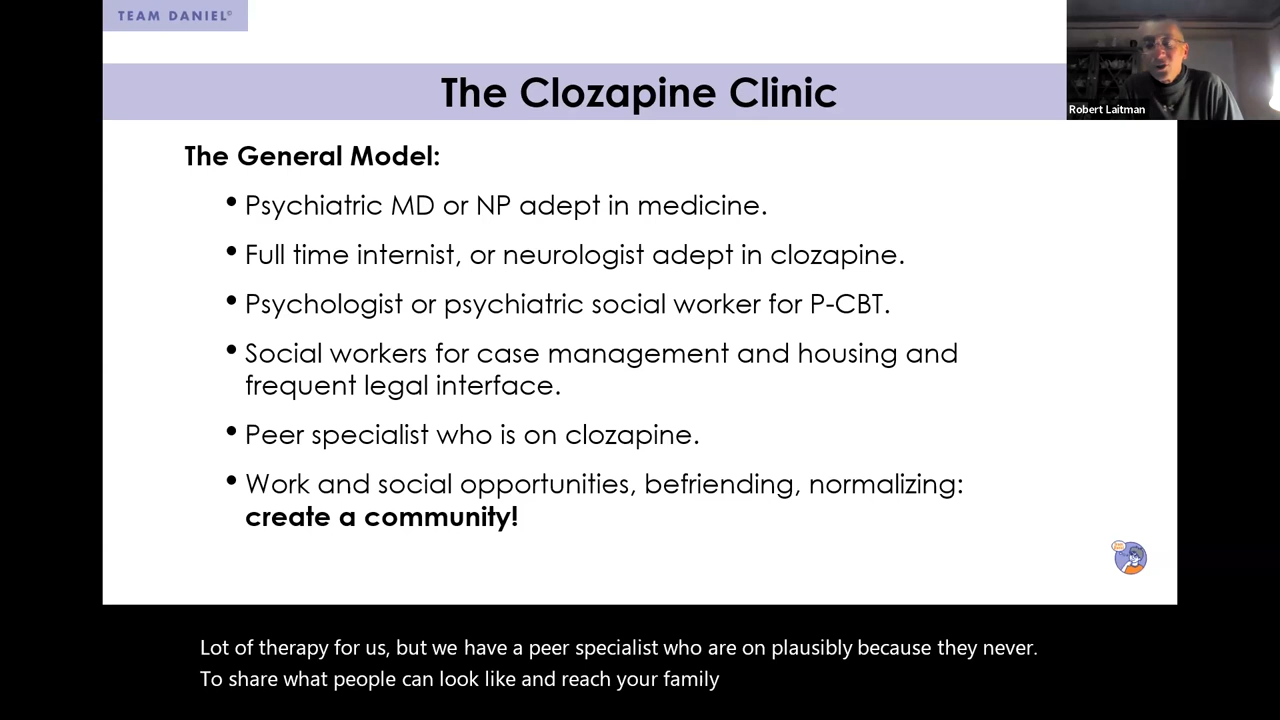 TEAM DANIEL©
The Clozapine Clinic
Robert Laitman
The General Model:
• Psychiatric MD or NP adept in medicine.
• Full time internist, or neurologist adept in clozapine.
• Psychologist or psychiatric social worker for P-CBT.
• Social workers for case management and housing and
frequent legal interface.
• Peer specialist who is on clozapine.
• Work and social opportunities, befriending, normalizing:
create a community!
Lot of therapy for us, but we have a peer specialist who are on plausibly because they never.
To share what people can look like and reach your family